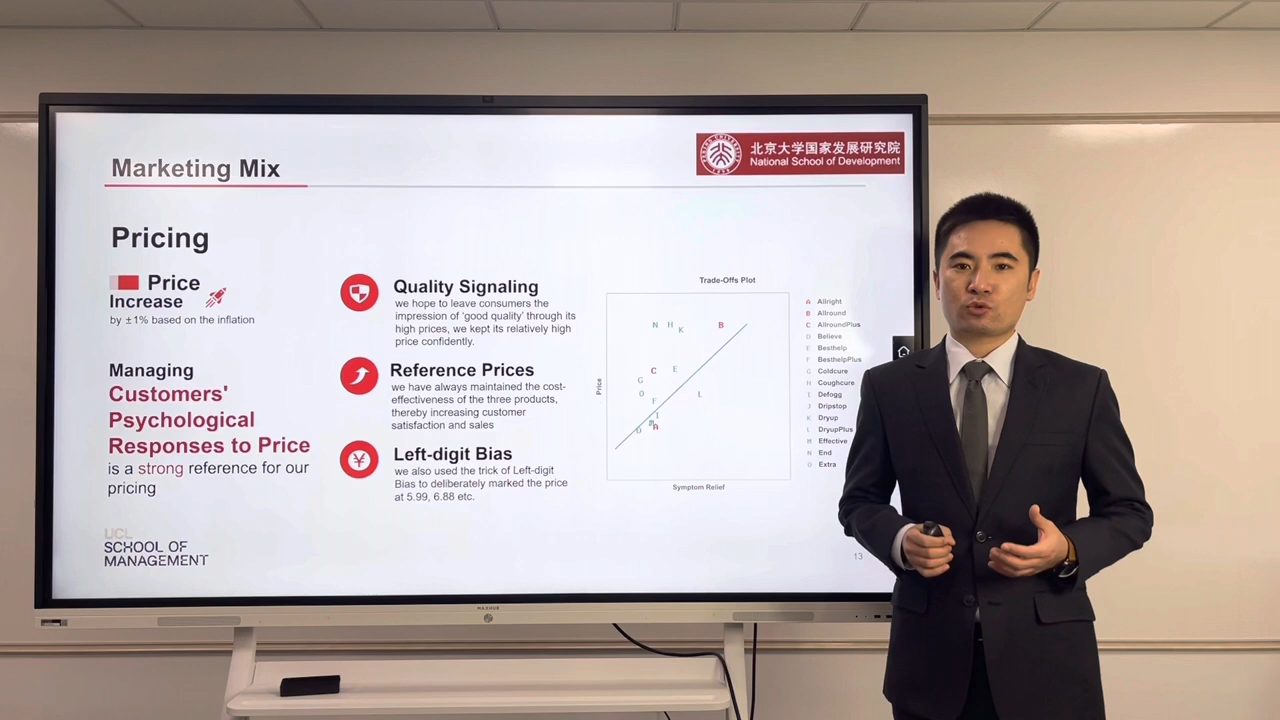 Marketing Mix
北京大学国家发展研究院
National School of Development
Pricing
Price
Increase
by ±1% based on the inflation
Managing
Customers'
Psychological
Responses to Price
is a strong reference for our
pricing
Quality Signaling
we hope to leave consumers the
impression of 'good quality' through its
high prices, we kept its relatively high
price confidently.
Reference Prices
we have always maintained the cost-
effectiveness of the three products,
thereby increasing customer
satisfaction and sales
Left-digit Bias
we also used the trick of Left-digit
Bias to deliberately marked the price
at 5.99, 6.88 etc.
Trade-Offs Plot
Price
N H K B
C E
G
O L
F
I
A
Symptom Relief
A Allright
B Allround
C AllroundPlus
D Believe
E Besthelp
F BesthelpPlus
G Coldcure
H Coughcure
I Defogg
J Dripstop
K Dryup
L DryupPlus
M Effective
N End
O Extra
UCL
SCHOOL OF
MANAGEMENT
13
MAXHUB